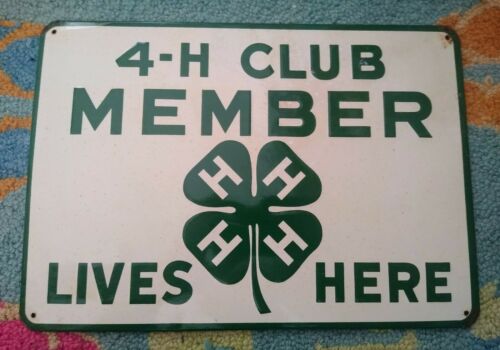 4-H CLUB
MEMBER
H H
H H
LIVES HERE